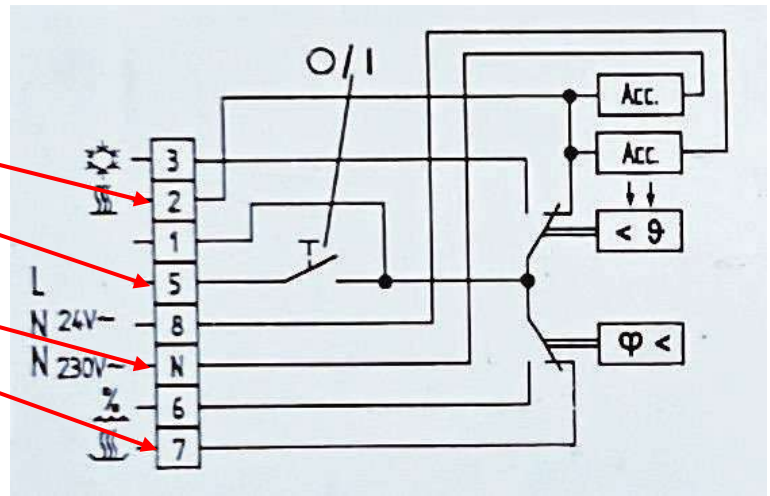 O/I
Acc.
Acc.
< ϑ
φ <
3
2
1
L 5
N 24V~ 8
N 230V~ N
% 6
7